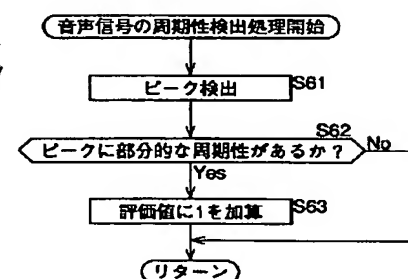 音声信号の周期性検出処理開始
ピーク検出 S61
S62
ピークに部分的な周期性があるか? No
Yes
評価値に1を加算 S63
リターン